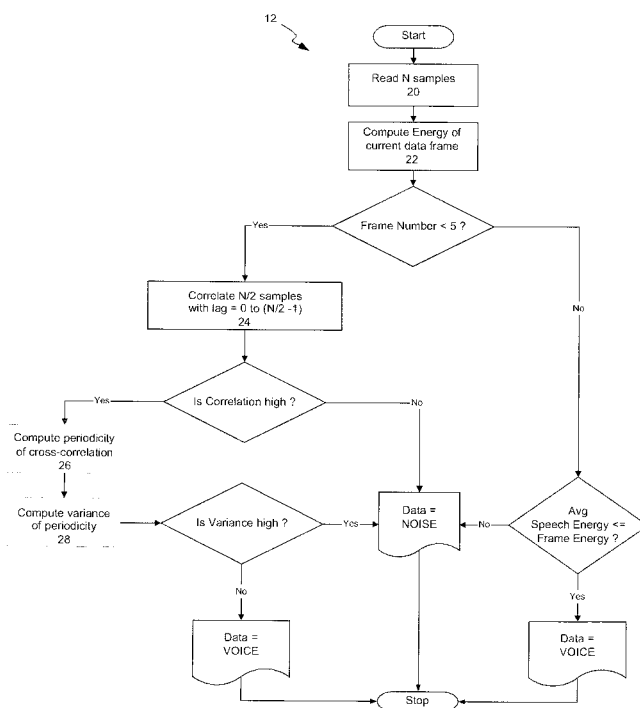 12
Start
Read N samples
20
Compute Energy of
current data frame
22
Frame Number < 5 ?
Yes
No
Correlate N/2 samples
with lag = 0 to (N/2 -1)
24
Is Correlation high ?
Yes
No
Compute periodicity
of cross-correlation
26
Compute variance
of periodicity
28
Is Variance high ?
Yes
Data =
NOISE
No
Avg
Speech Energy <=
Frame Energy ?
No
Yes
Data =
VOICE
Data =
VOICE
Stop